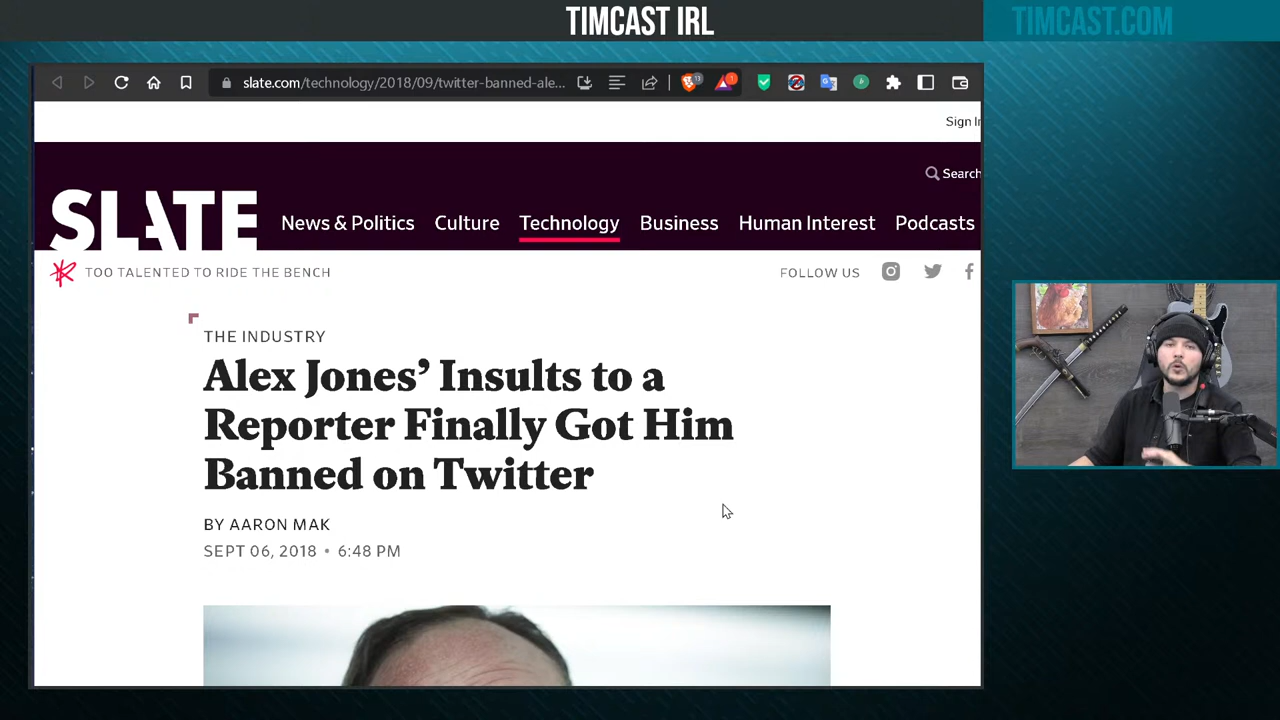 TIMCAST IRL
TIMCAST.COM
slate.com/technology/2018/09/twitter-banned-ale...
13
1
Sign In
Search
SLATE
News & Politics Culture Technology Business Human Interest Podcasts
TOO TALENTED TO RIDE THE BENCH
FOLLOW US
THE INDUSTRY
Alex Jones’ Insults to a
Reporter Finally Got Him
Banned on Twitter
BY AARON MAK
SEPT 06, 2018 • 6:48 PM